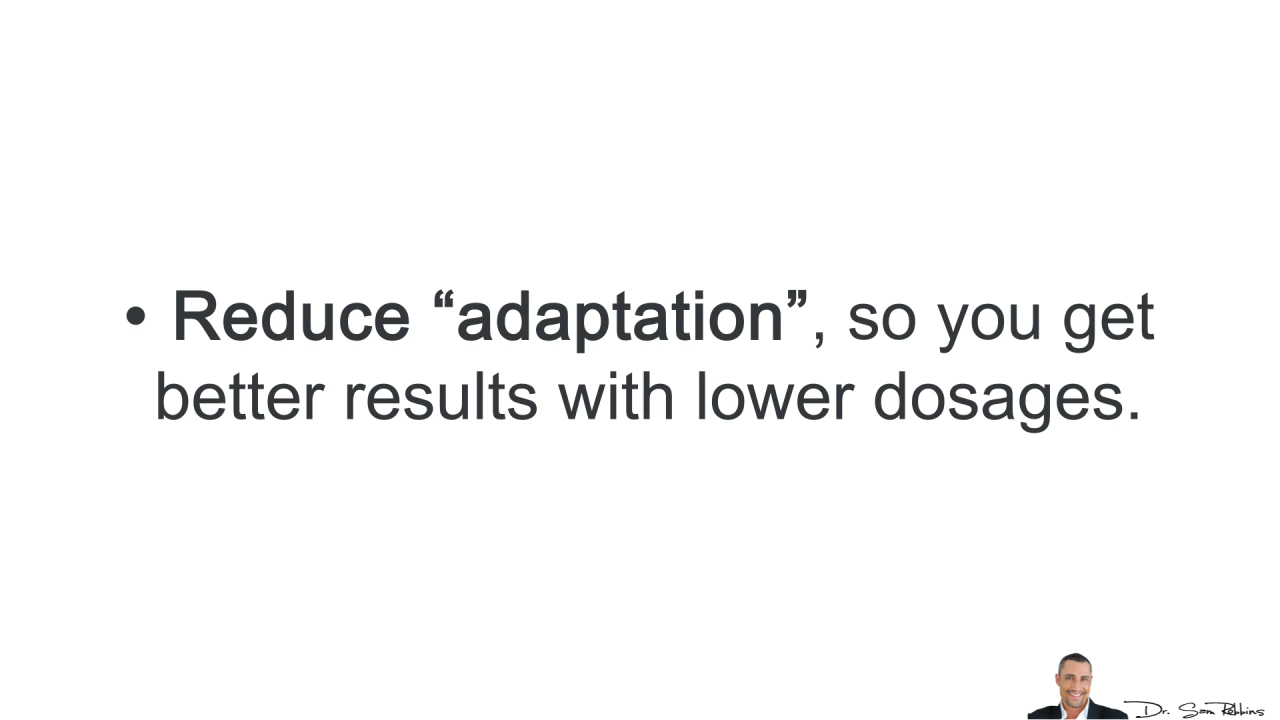 • Reduce “adaptation”, so you get
better results with lower dosages.
Dr. Sam Robbins